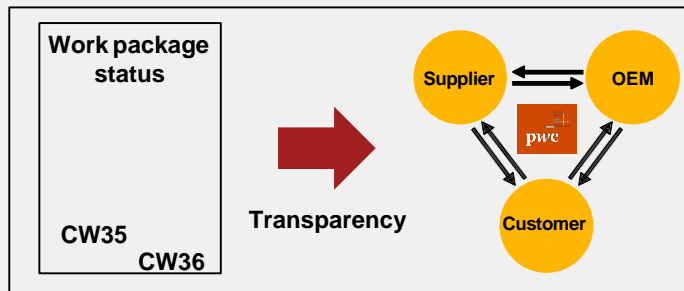 Work package
status
CW35
CW36
Transparency
Supplier
OEM
pwc
Customer